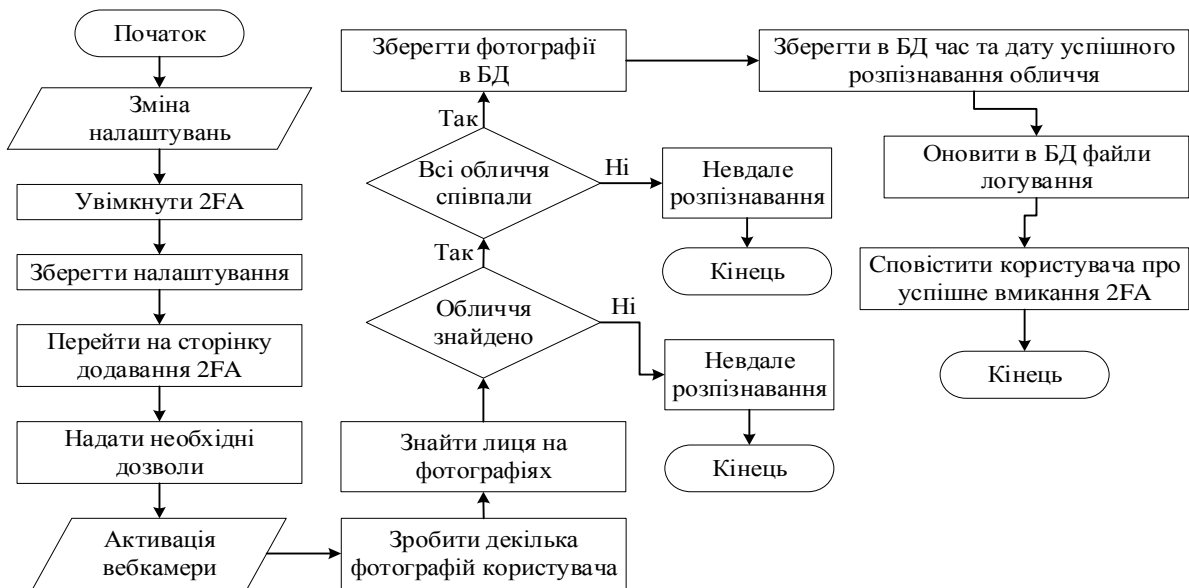 Початок
Зміна
налаштувань
Увімкнути 2FA
Зберегти налаштування
Перейти на сторінку
додавання 2FA
Надати необхідні
дозволи
Активація
вебкамери
Зробити декілька
фотографій користувача
Знайти лиця на
фотографіях
Обличчя
знайдено
Ні
Невдале
розпізнавання
Кінець
Так
Всі обличчя
співпали
Ні
Невдале
розпізнавання
Кінець
Так
Зберегти фотографії
в БД
Зберегти в БД час та дату успішного
розпізнавання обличчя
Оновити в БД файли
логування
Сповістити користувача про
успішне вмикання 2FA
Кінець